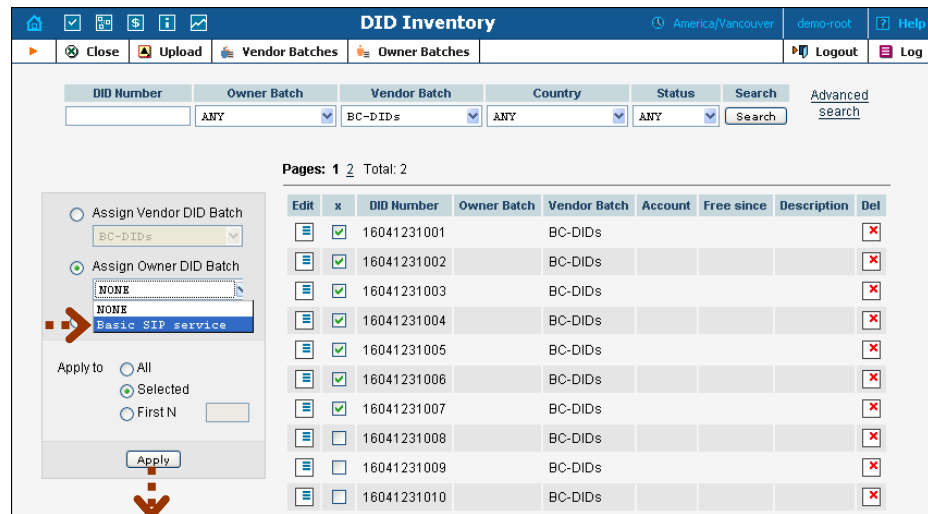 DID Inventory America/Vancouver demo-root ? Help
Close Upload Vendor Batches Owner Batches Logout Log
DID Number Owner Batch Vendor Batch Country Status Search Advanced search
ANY BC-DIDs ANY ANY Search
Pages: 1 2 Total: 2
Assign Vendor DID Batch
BC-DIDs
Assign Owner DID Batch
NONE
NONE
Basic SIP service
Apply to All
Selected
First N
Apply
Edit x DID Number Owner Batch Vendor Batch Account Free since Description Del
16041231001 BC-DIDs
16041231002 BC-DIDs
16041231003 BC-DIDs
16041231004 BC-DIDs
16041231005 BC-DIDs
16041231006 BC-DIDs
16041231007 BC-DIDs
16041231008 BC-DIDs
16041231009 BC-DIDs
16041231010 BC-DIDs